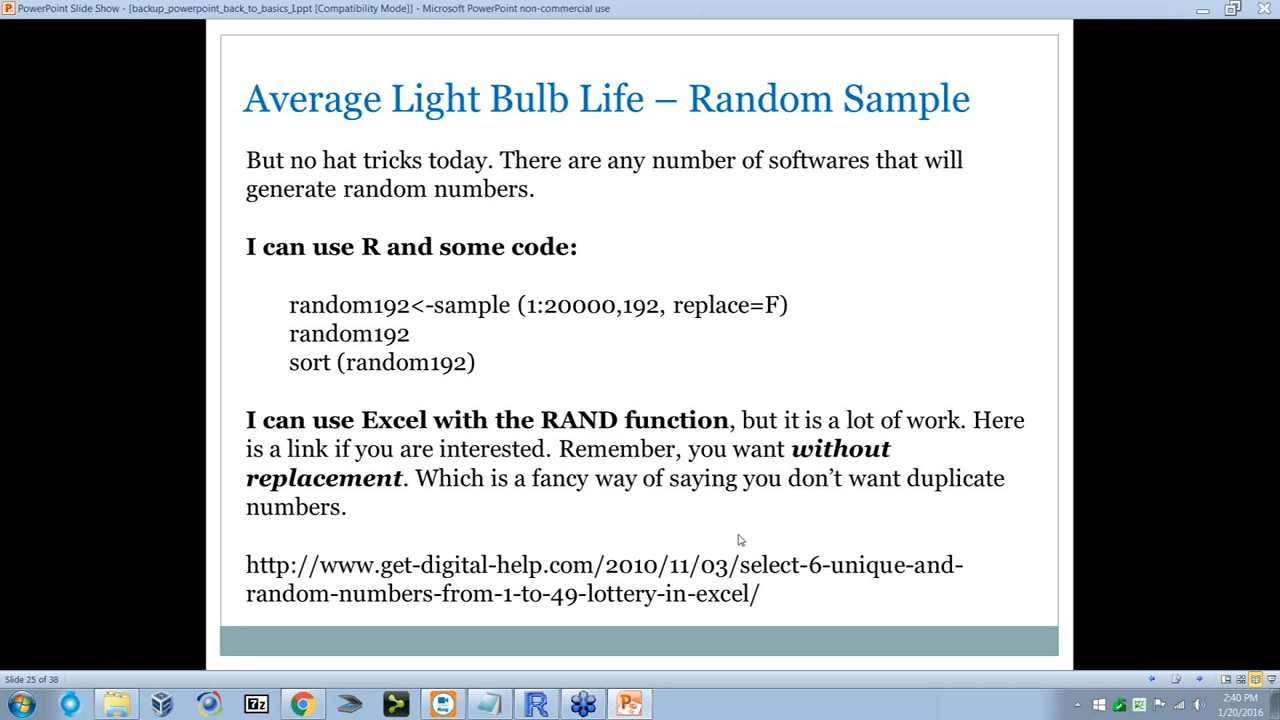 PowerPoint Slide Show - [backup_powerpoint_back_to_basics_I.ppt [Compatibility Mode]] - Microsoft PowerPoint non-commercial use
Average Light Bulb Life – Random Sample
But no hat tricks today. There are any number of softwares that will
generate random numbers.
I can use R and some code:
random192<-sample (1:20000,192, replace=F)
random192
sort (random192)
I can use Excel with the RAND function, but it is a lot of work. Here
is a link if you are interested. Remember, you want without
replacement. Which is a fancy way of saying you don’t want duplicate
numbers.
http://www.get-digital-help.com/2010/11/03/select-6-unique-and-
random-numbers-from-1-to-49-lottery-in-excel/
Slide 25 of 38
7z
R
2:40 PM
1/20/2016